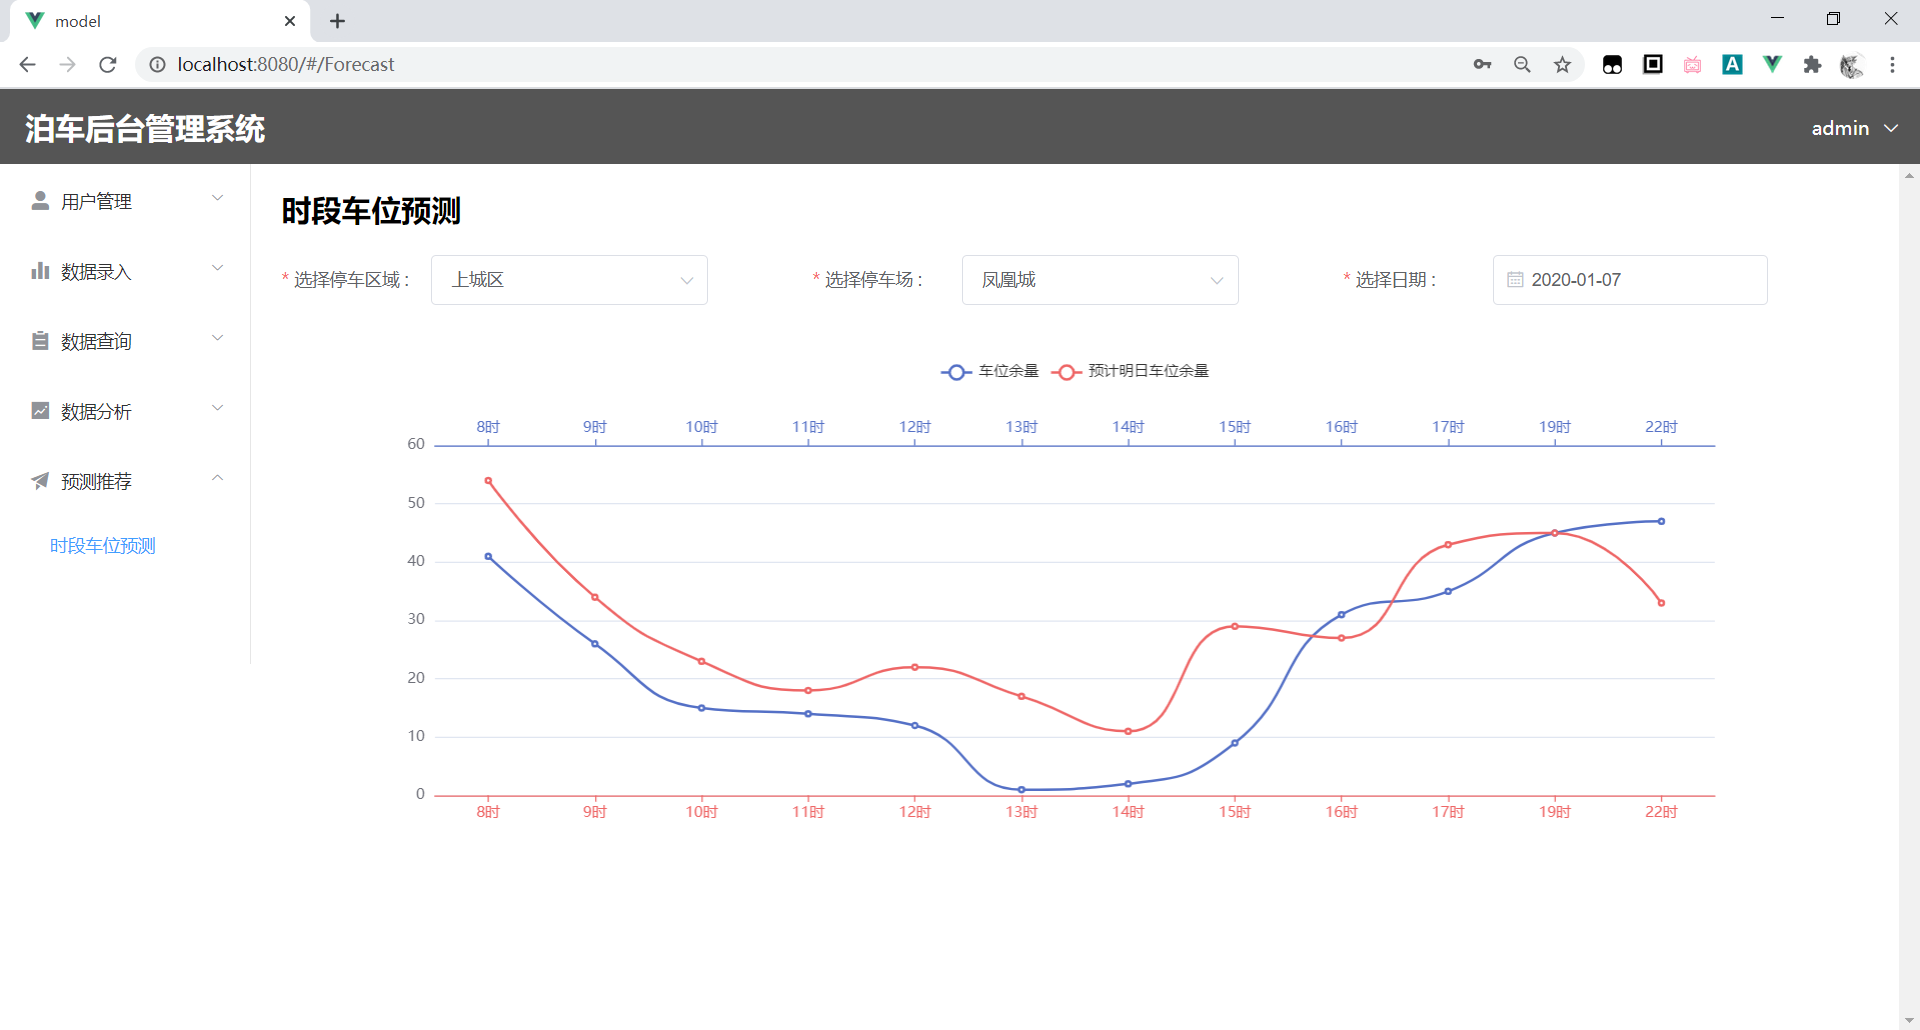 model
localhost:8080/#/Forecast
A
泊车后台管理系统
admin
用户管理
数据录入
数据查询
数据分析
预测推荐
时段车位预测
时段车位预测
* 选择停车区域： 上城区 * 选择停车场： 凤凰城 * 选择日期： 2020-01-07
车位余量 预计明日车位余量
8时 9时 10时 11时 12时 13时 14时 15时 16时 17时 19时 22时
60
50
40
30
20
10
0
8时 9时 10时 11时 12时 13时 14时 15时 16时 17时 19时 22时